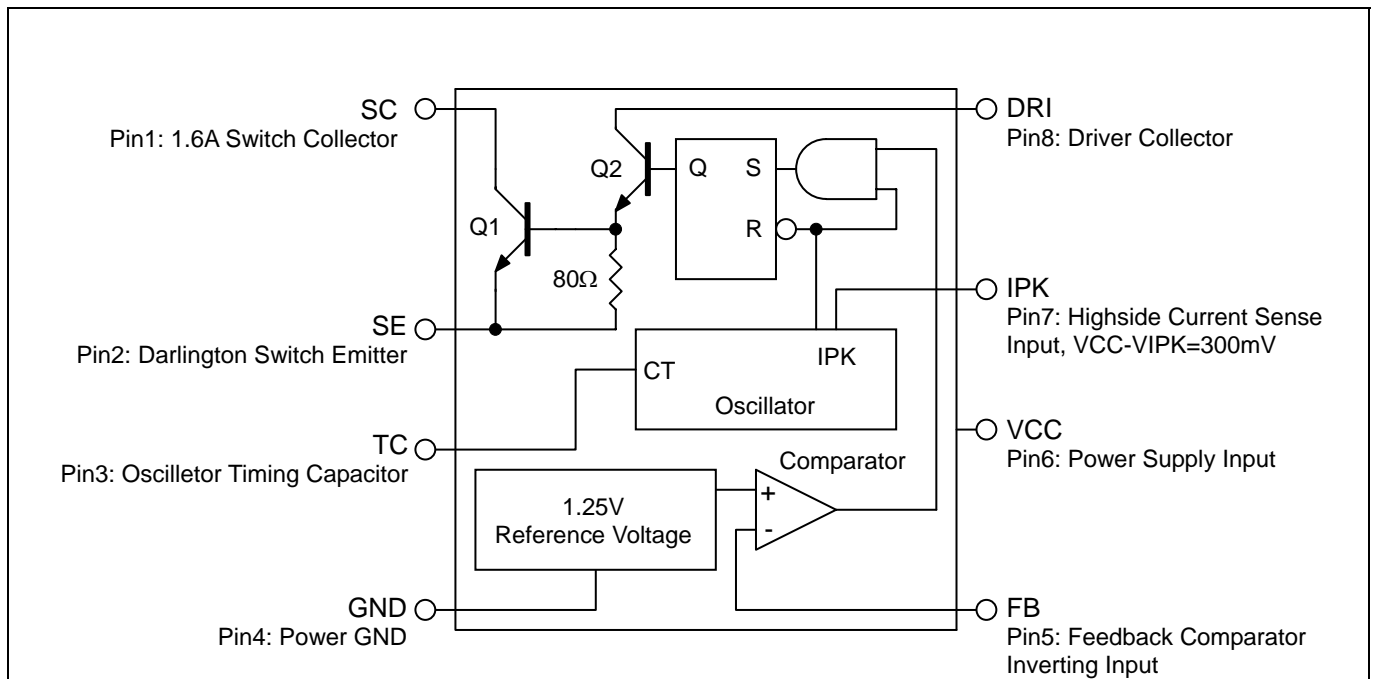 SC
Pin1: 1.6A Switch Collector
DRI
Pin8: Driver Collector
Q2
Q
S
R
Q1
80Ω
SE
Pin2: Darlington Switch Emitter
IPK
Pin7: Highside Current Sense
Input, VCC-VIPK=300mV
CT
IPK
Oscillator
TC
Pin3: Oscilletor Timing Capacitor
VCC
Pin6: Power Supply Input
Comparator
1.25V
Reference Voltage
+
-
GND
Pin4: Power GND
FB
Pin5: Feedback Comparator
Inverting Input